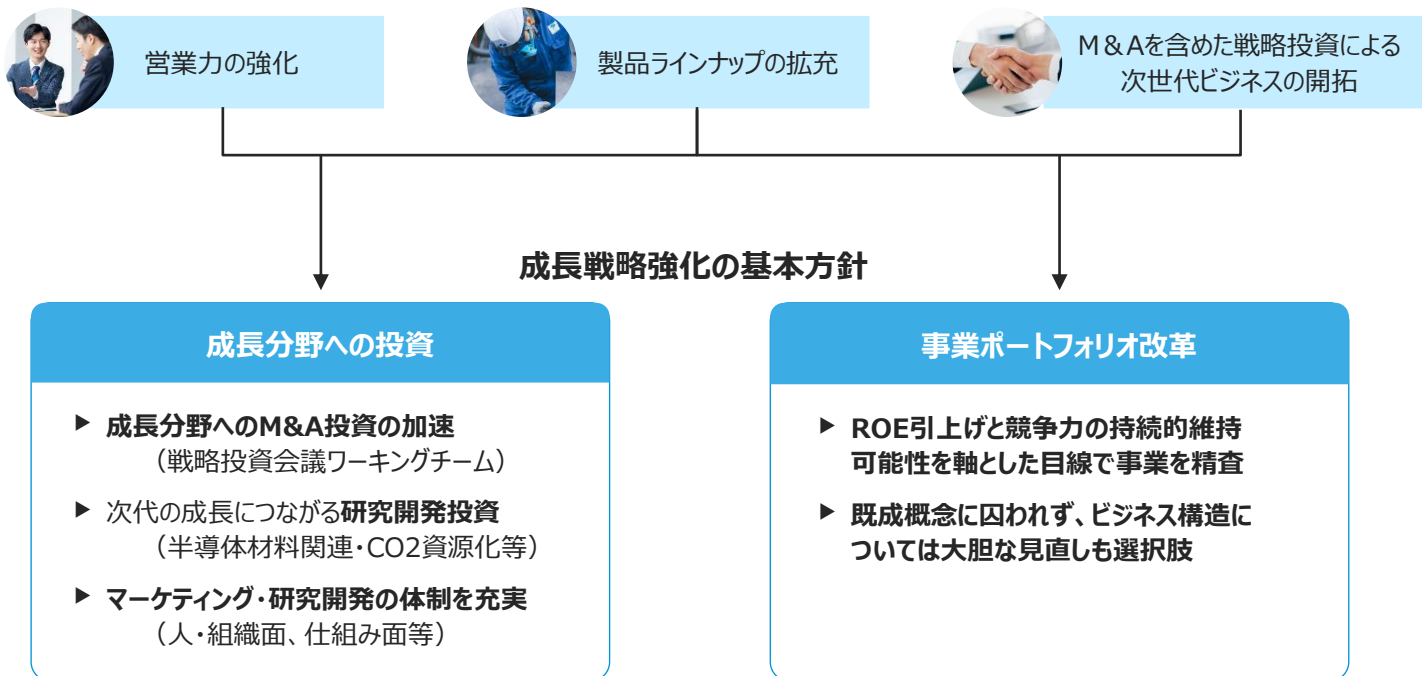 営業力の強化
製品ラインナップの拡充
M&Aを含めた戦略投資による
次世代ビジネスの開拓
成長戦略強化の基本方針
成長分野への投資
▶ 成長分野へのM&A投資の加速
(戦略投資会議ワーキングチーム)
▶ 次代の成長につながる研究開発投資
(半導体材料関連・CO2資源化等)
▶ マーケティング・研究開発の体制を充実
(人・組織面、仕組み面等)
事業ポートフォリオ改革
▶ ROE引上げと競争力の持続的維持
可能性を軸とした目線で事業を精査
▶ 既成概念に囚われず、ビジネス構造に
ついては大胆な見直しも選択肢